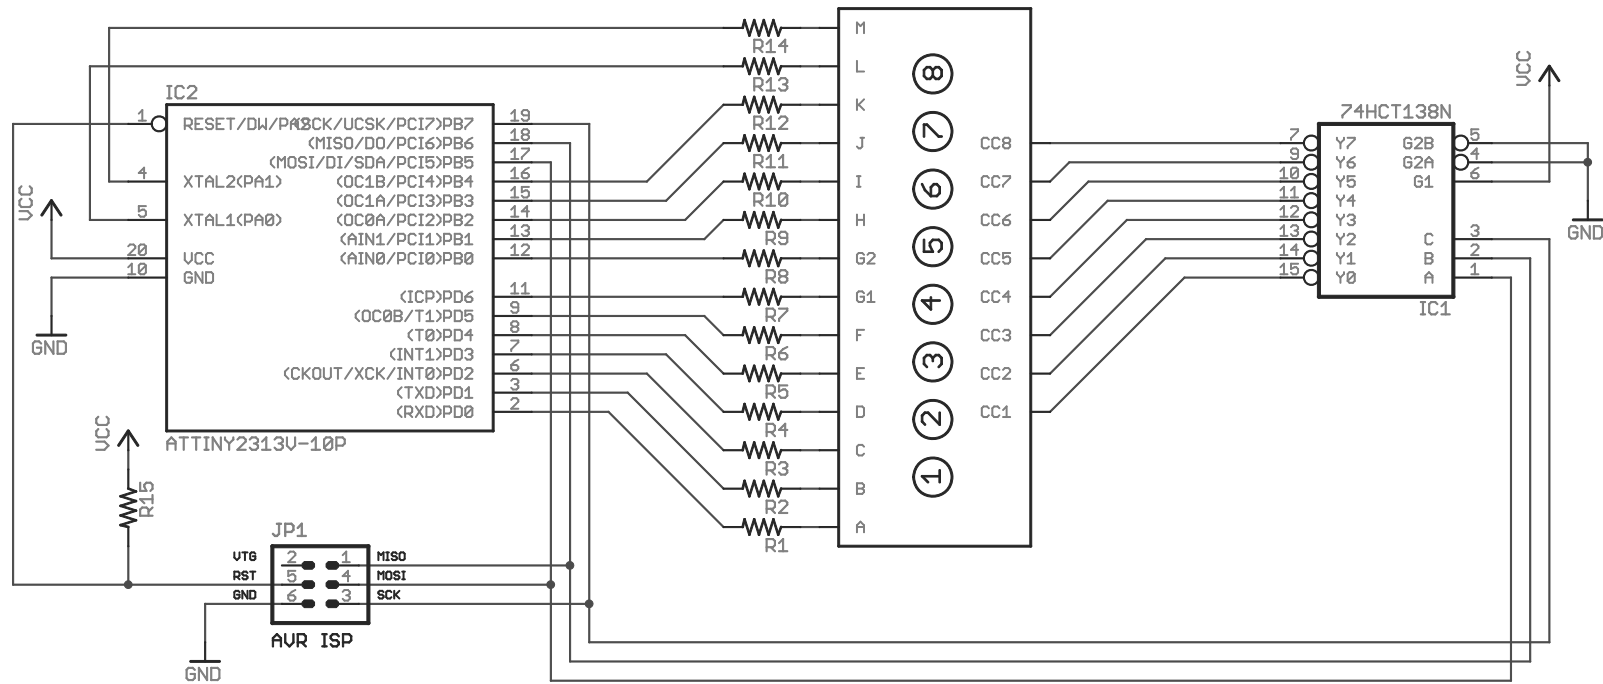 IC2
1 RESET/DW/PA2
4 XTAL2(PA1)
5 XTAL1(PA0)
20 VCC
10 GND
(SCK/UCSK/PCI7)PB7 19
(MISO/DO/PCI6)PB6 18
(MOSI/DI/SDA/PCI5)PB5 17
(OC1B/PCI4)PB4 16
(OC1A/PCI3)PB3 15
(OC0A/PCI2)PB2 14
(AIN1/PCI1)PB1 13
(AIN0/PCI0)PB0 12
(ICP)PD6 11
(OC0B/T1)PD5 9
(T0)PD4 8
(INT1)PD3 7
(CKOUT/XCK/INT0)PD2 6
(TXD)PD1 3
(RXD)PD0 2
ATTINY2313V-10P
VCC
GND
VCC
R15
JP1
VTG 2 1 MISO
RST 5 4 MOSI
GND 6 3 SCK
AVR ISP
GND
R14
R13
R12
R11
R10
R9
R8
R7
R6
R5
R4
R3
R2
R1
M
L
K
J
I
H
G2
G1
F
E
D
C
B
A
8
7
6
5
4
3
2
1
CC8
CC7
CC6
CC5
CC4
CC3
CC2
CC1
74HCT138N
7 Y7
9 Y6
10 Y5
11 Y4
12 Y3
13 Y2
14 Y1
15 Y0
G2B 5
G2A 4
G1 6
C 3
B 2
A 1
IC1
VCC
GND